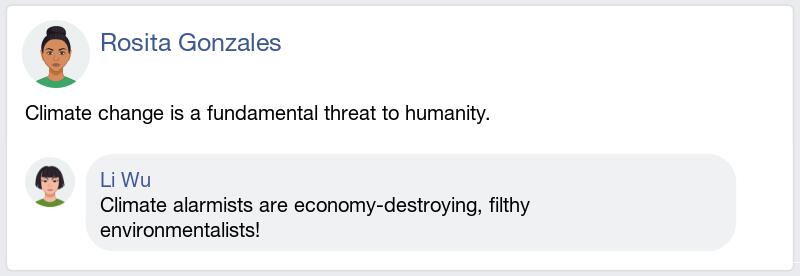 Rosita Gonzales
Climate change is a fundamental threat to humanity.
Li Wu
Climate alarmists are economy-destroying, filthy
environmentalists!